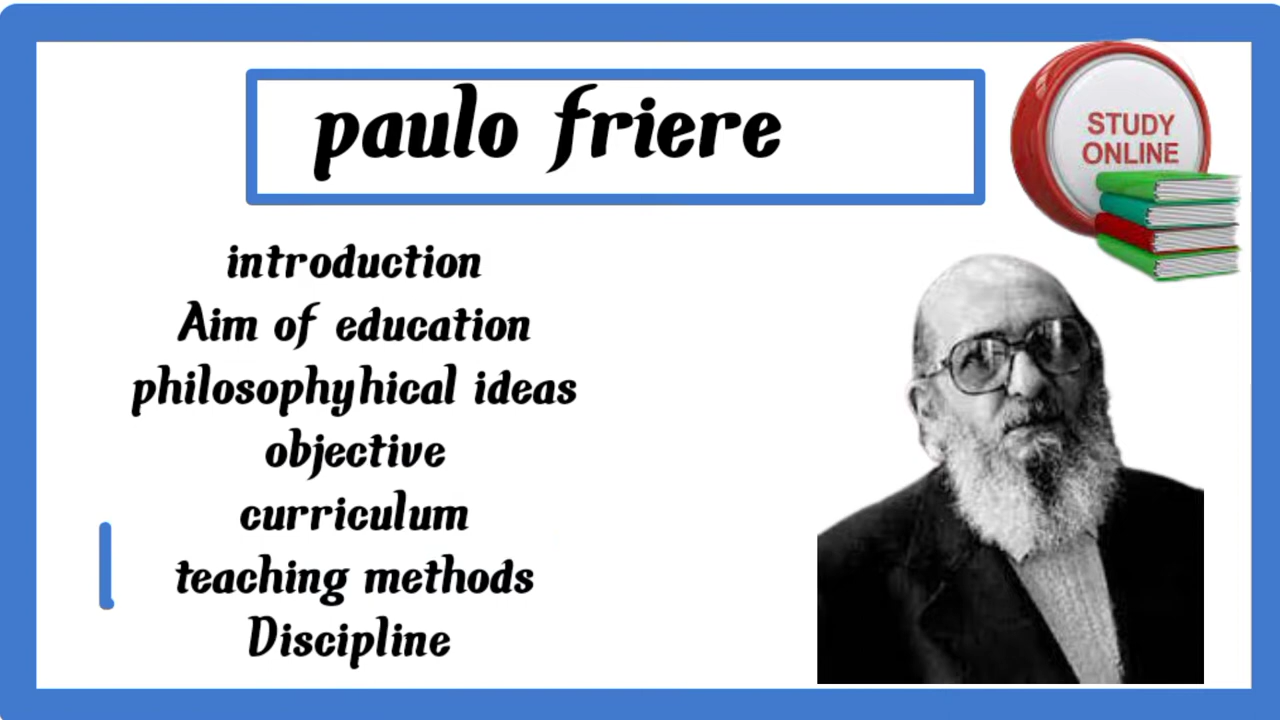 paulo friere
STUDY
ONLINE
introduction
Aim of education
philosophyhical ideas
objective
curriculum
teaching methods
Discipline